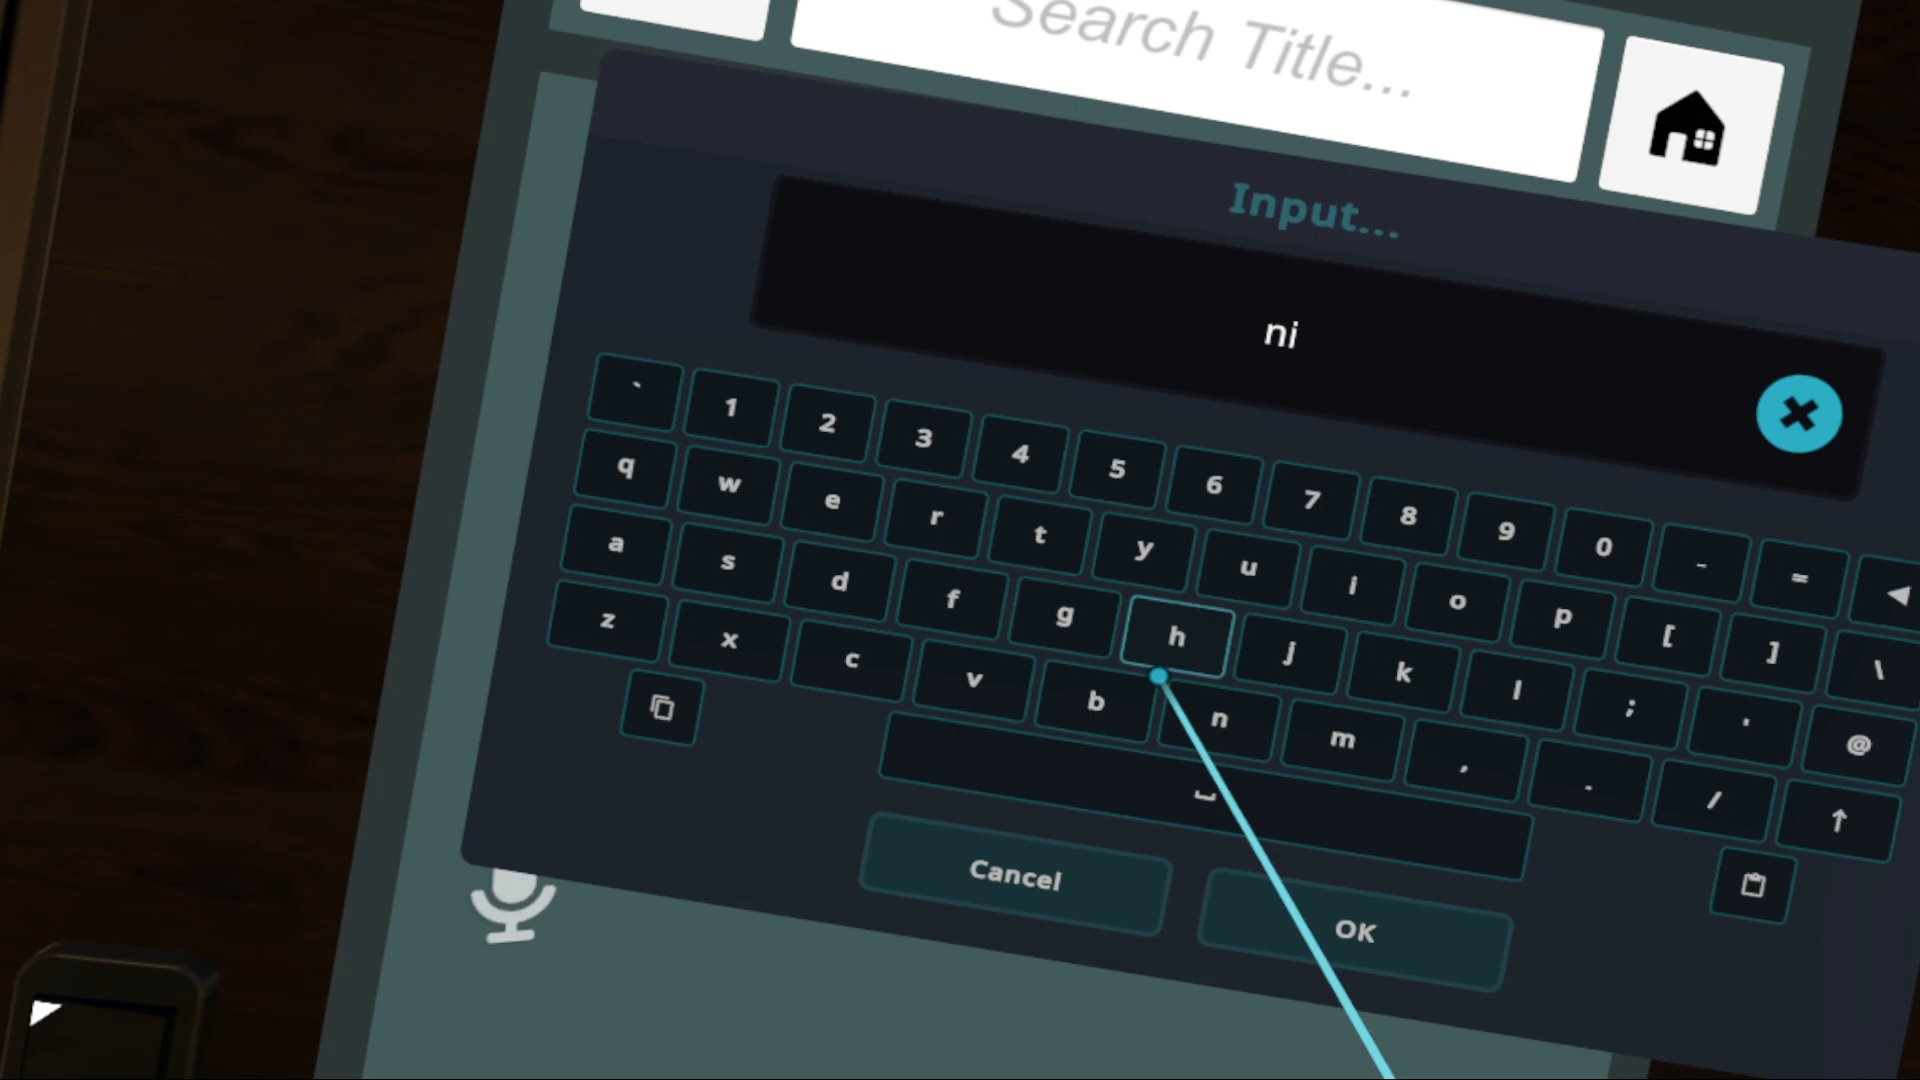 Search Title...
Input...
ni
` 1 2 3 4 5 6 7 8 9 0 - =
q w e r t y u i o p [ ] \
a s d f g h j k l ; ' @
z x c v b n m , . /
Cancel
OK